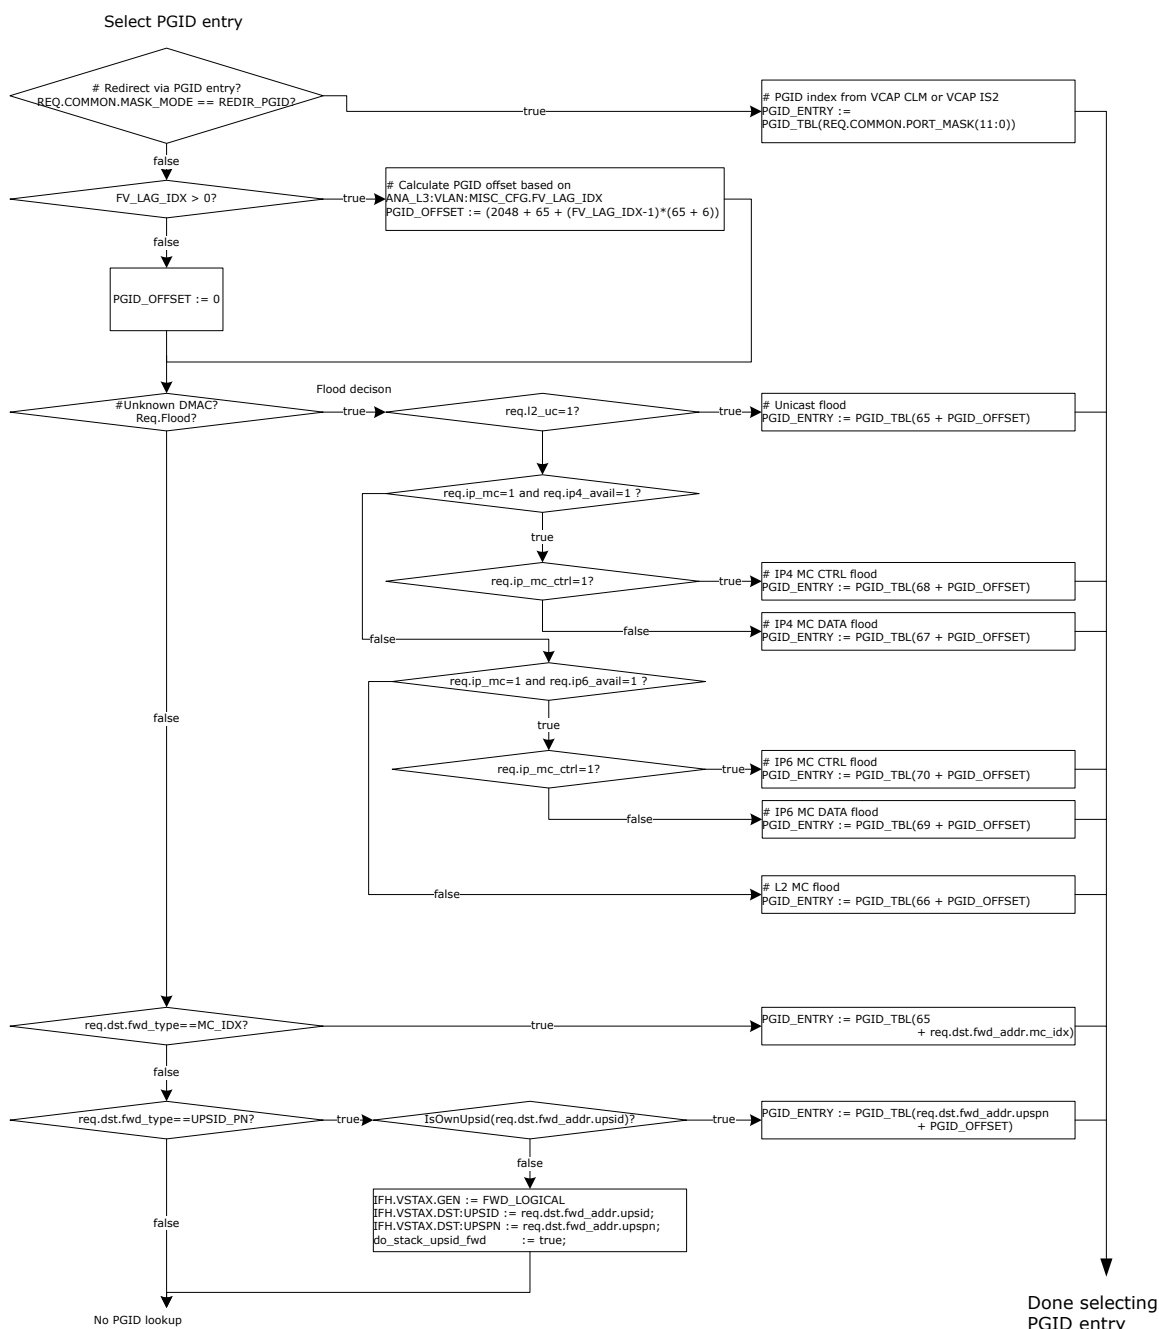 Select PGID entry
# Redirect via PGID entry?
REQ.COMMON.MASK_MODE == REDIR_PGID?
true
# PGID index from VCAP CLM or VCAP IS2
PGID_ENTRY :=
PGID_TBL(REQ.COMMON.PORT_MASK(11:0))
false
FV_LAG_IDX > 0?
true
# Calculate PGID offset based on
ANA_L3:VLAN:MISC_CFG.FV_LAG_IDX
PGID_OFFSET := (2048 + 65 + (FV_LAG_IDX-1)*(65 + 6))
false
PGID_OFFSET := 0
#Unknown DMAC?
Req.Flood?
Flood decison
true
req.l2_uc=1?
true
# Unicast flood
PGID_ENTRY := PGID_TBL(65 + PGID_OFFSET)
req.ip_mc=1 and req.ip4_avail=1 ?
true
req.ip_mc_ctrl=1?
true
# IP4 MC CTRL flood
PGID_ENTRY := PGID_TBL(68 + PGID_OFFSET)
false
# IP4 MC DATA flood
PGID_ENTRY := PGID_TBL(67 + PGID_OFFSET)
false
req.ip_mc=1 and req.ip6_avail=1 ?
false
true
req.ip_mc_ctrl=1?
true
# IP6 MC CTRL flood
PGID_ENTRY := PGID_TBL(70 + PGID_OFFSET)
false
# IP6 MC DATA flood
PGID_ENTRY := PGID_TBL(69 + PGID_OFFSET)
false
# L2 MC flood
PGID_ENTRY := PGID_TBL(66 + PGID_OFFSET)
req.dst.fwd_type==MC_IDX?
true
PGID_ENTRY := PGID_TBL(65
+ req.dst.fwd_addr.mc_idx)
false
req.dst.fwd_type==UPSID_PN?
true
IsOwnUpsid(req.dst.fwd_addr.upsid)?
true
PGID_ENTRY := PGID_TBL(req.dst.fwd_addr.upspn
+ PGID_OFFSET)
false
IFH.VSTAX.GEN := FWD_LOGICAL
IFH.VSTAX.DST:UPSID := req.dst.fwd_addr.upsid;
IFH.VSTAX.DST:UPSPN := req.dst.fwd_addr.upspn;
do_stack_upsid_fwd := true;
false
No PGID lookup
Done selecting
PGID entry